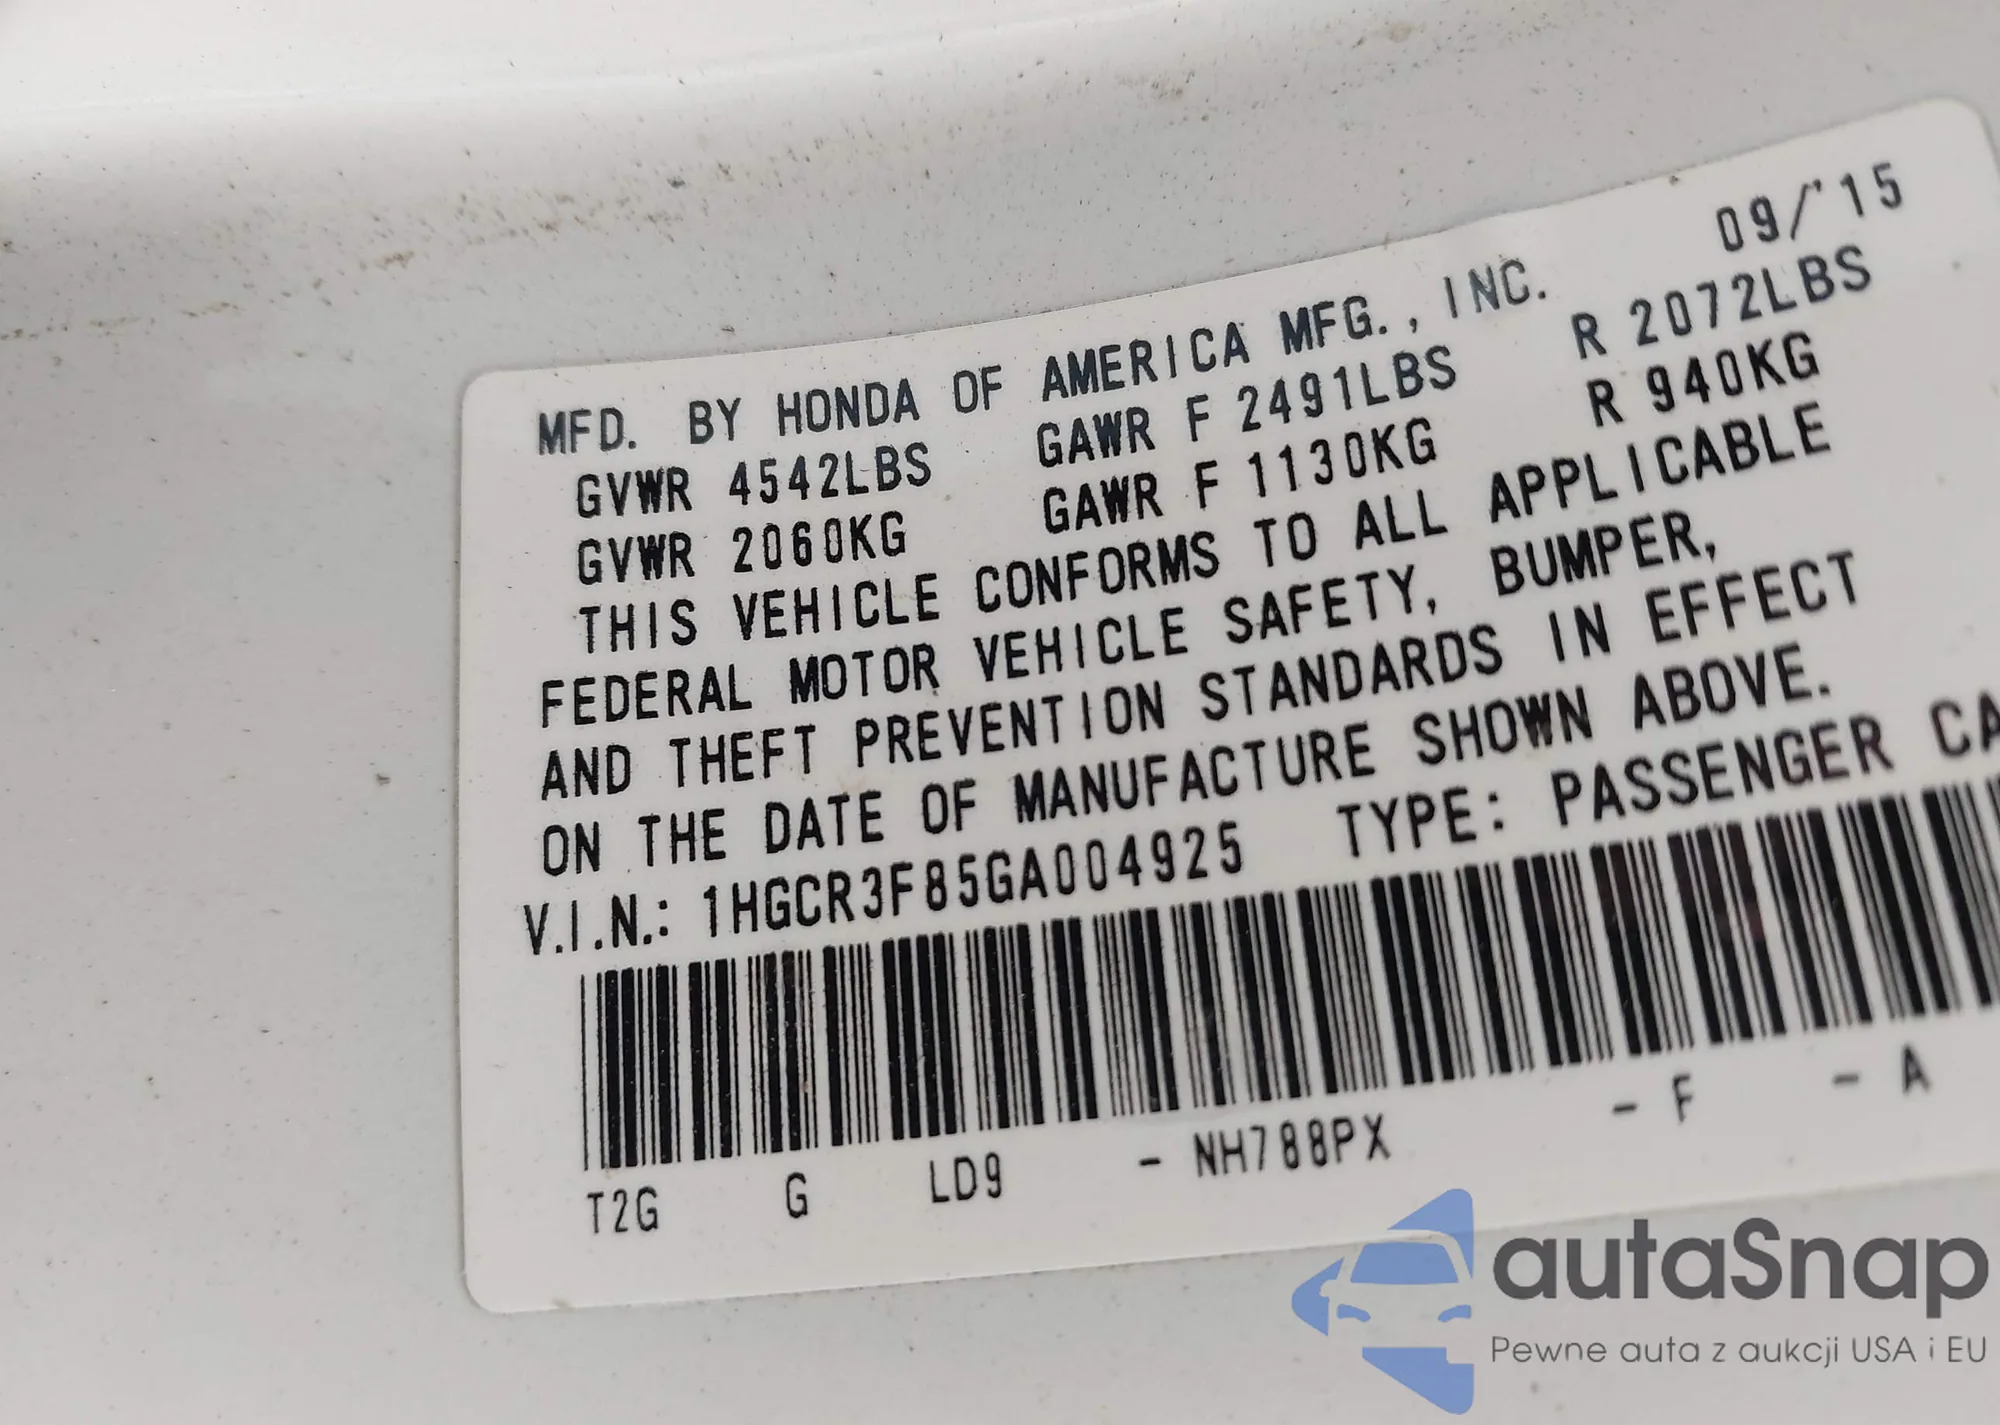 09/'15
MFD. BY HONDA OF AMERICA MFG., INC.
GVWR 4542LBS GAWR F 2491LBS R 2072LBS
GVWR 2060KG GAWR F 1130KG R 940KG
THIS VEHICLE CONFORMS TO ALL APPLICABLE
FEDERAL MOTOR VEHICLE SAFETY, BUMPER,
AND THEFT PREVENTION STANDARDS IN EFFECT
ON THE DATE OF MANUFACTURE SHOWN ABOVE.
V.I.N.: 1HGCR3F85GA004925 TYPE: PASSENGER CA
T2G G LD9 - NH788PX - F - A
autaSnap
Pewne auta z aukcji USA i EU